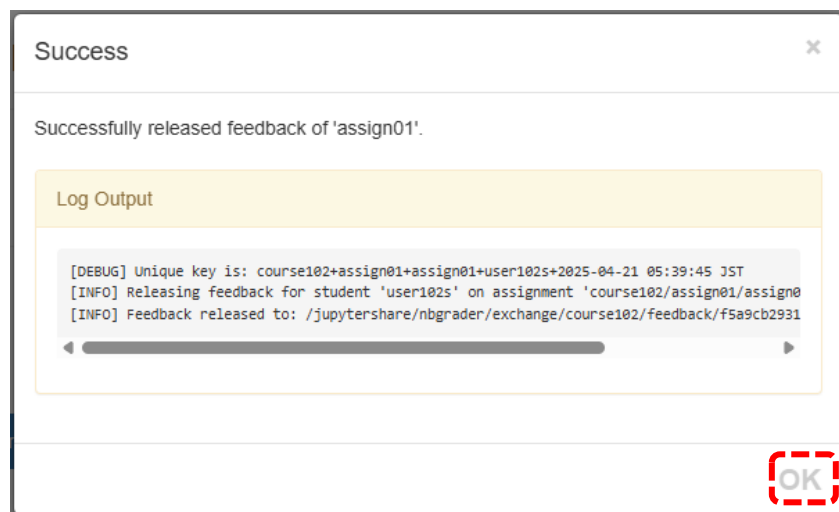 Success ×
Successfully released feedback of 'assign01'.
Log Output
[DEBUG] Unique key is: course102+assign01+assign01+user102s+2025-04-21 05:39:45 JST
[INFO] Releasing feedback for student 'user102s' on assignment 'course102/assign01/assign0
[INFO] Feedback released to: /jupytershare/nbgrader/exchange/course102/feedback/f5a9cb2931
OK